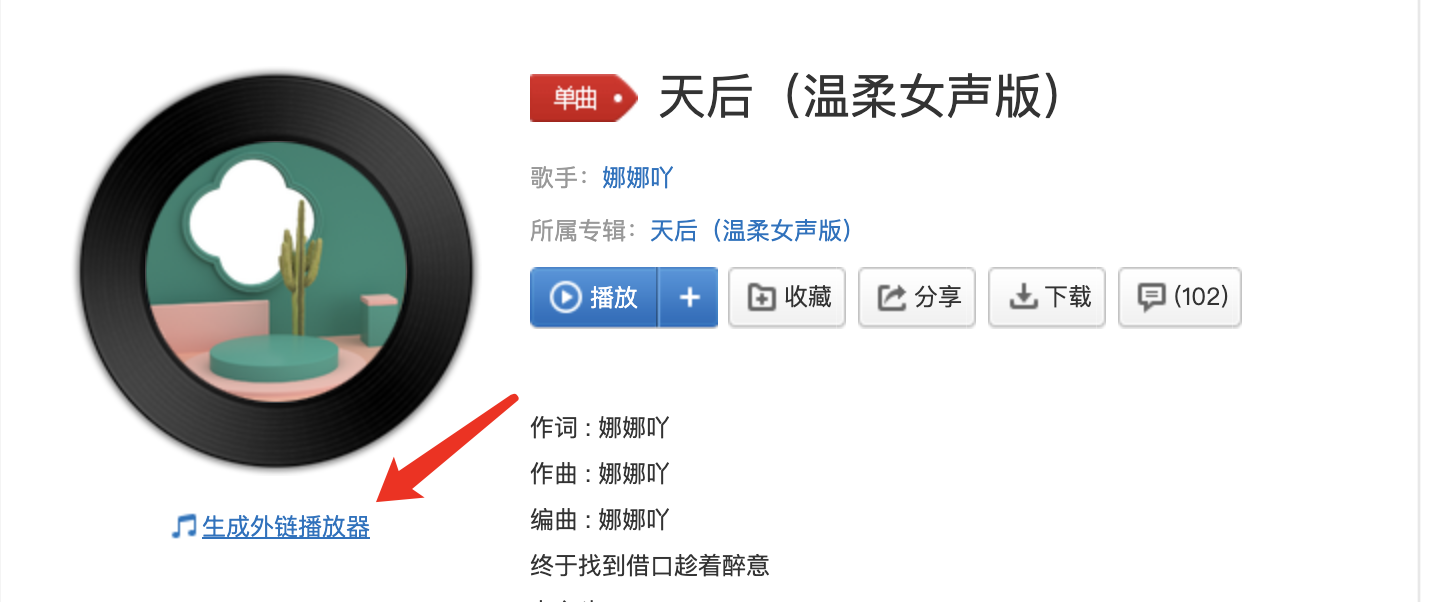 单曲 天后（温柔女声版）
歌手：娜娜吖
所属专辑：天后（温柔女声版）
播放 + 收藏 分享 下载 (102)
作词 : 娜娜吖
作曲 : 娜娜吖
编曲 : 娜娜吖
终于找到借口趁着醉意
生成外链播放器